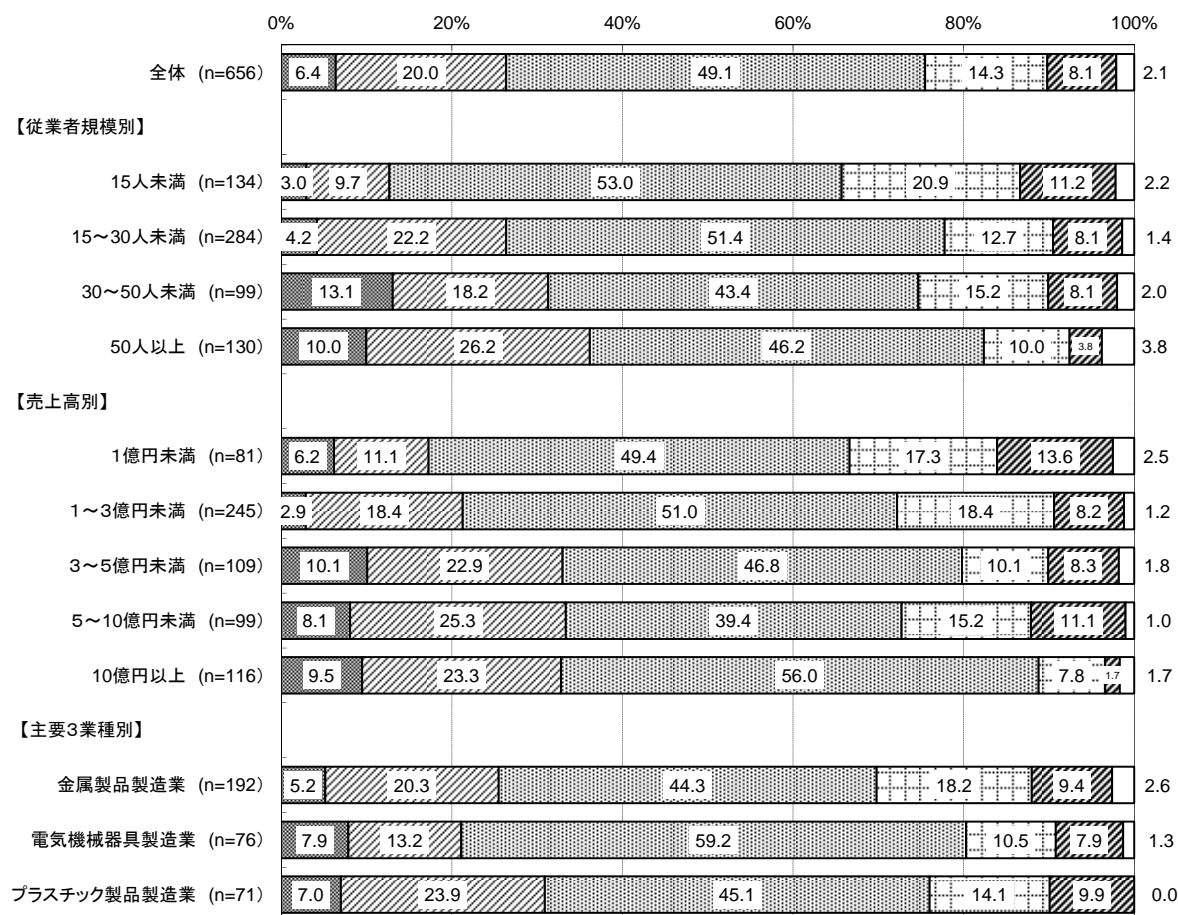 0% 20% 40% 60% 80% 100%
全体 (n=656) 6.4 20.0 49.1 14.3 8.1 2.1
【従業者規模別】
15人未満 (n=134) 3.0 9.7 53.0 20.9 11.2 2.2
15～30人未満 (n=284) 4.2 22.2 51.4 12.7 8.1 1.4
30～50人未満 (n=99) 13.1 18.2 43.4 15.2 8.1 2.0
50人以上 (n=130) 10.0 26.2 46.2 10.0 3.8 3.8
【売上高別】
１億円未満 (n=81) 6.2 11.1 49.4 17.3 13.6 2.5
１～３億円未満 (n=245) 2.9 18.4 51.0 18.4 8.2 1.2
３～５億円未満 (n=109) 10.1 22.9 46.8 10.1 8.3 1.8
５～10億円未満 (n=99) 8.1 25.3 39.4 15.2 11.1 1.0
10億円以上 (n=116) 9.5 23.3 56.0 7.8 1.7 1.7
【主要３業種別】
金属製品製造業 (n=192) 5.2 20.3 44.3 18.2 9.4 2.6
電気機械器具製造業 (n=76) 7.9 13.2 59.2 10.5 7.9 1.3
プラスチック製品製造業 (n=71) 7.0 23.9 45.1 14.1 9.9 0.0